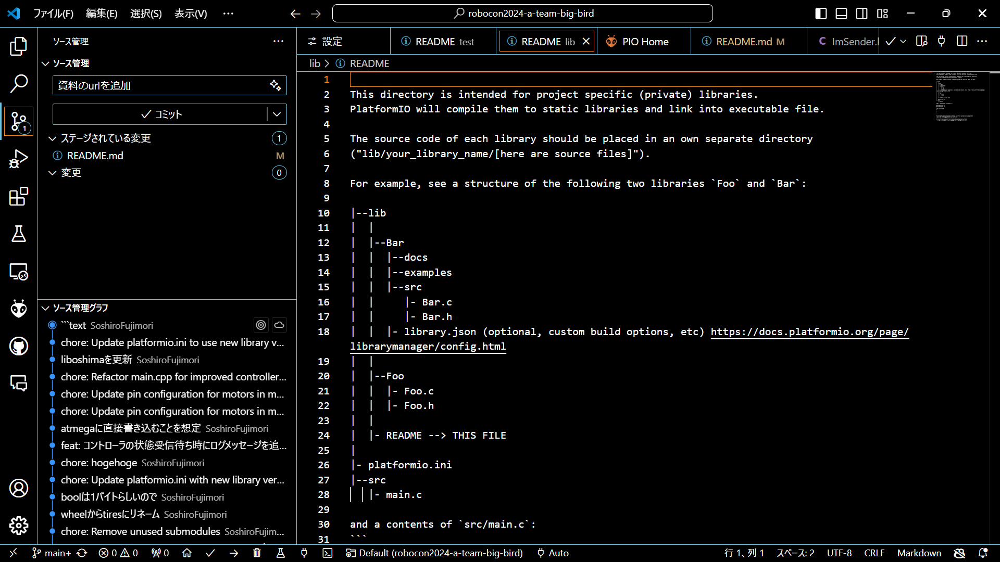 ファイル(F) 編集(E) 選択(S) 表示(V) ···
robocon2024-a-team-big-bird
ソース管理
ソース管理
資料のurlを追加
コミット
ステージされている変更 1
README.md M
変更 0
ソース管理グラフ
```text SoshiroFujimori
chore: Update platformio.ini to use new library v...
liboshimaを更新 SoshiroFujimori
chore: Refactor main.cpp for improved controller...
chore: Update pin configuration for motors in m...
chore: Update pin configuration for motors in m...
atmegaに直接書き込むことを想定 SoshiroFujimori
feat: コントローラの状態受信待ち時にログメッセージを追...
chore: hogehoge SoshiroFujimori
chore: Update platformio.ini with new library ver...
boolは1バイトらしいので SoshiroFujimori
wheelからtiresにリネーム SoshiroFujimori
chore: Remove unused submodules SoshiroFujim...
1
設定 README test README lib PIO Home README.md M ImSender.
lib > README
1
2 This directory is intended for project specific (private) libraries.
3 PlatformIO will compile them to static libraries and link into executable file.
4
5 The source code of each library should be placed in an own separate directory
6 ("lib/your_library_name/[here are source files]").
7
8 For example, see a structure of the following two libraries `Foo` and `Bar`:
9
10 |--lib
11 | |
12 | |--Bar
13 | | |--docs
14 | | |--examples
15 | | |--src
16 | | |- Bar.c
17 | | |- Bar.h
18 | | |- library.json (optional, custom build options, etc) https://docs.platformio.org/page/
librarymanager/config.html
19 | |
20 | |--Foo
21 | | |- Foo.c
22 | | |- Foo.h
23 | |
24 | |- README --> THIS FILE
25 |
26 |- platformio.ini
27 |--src
28 |- main.c
29
30 and a contents of `src/main.c`:
31 ```
main+ 0 0 0 Default (robocon2024-a-team-big-bird) Auto 行 1、列 1 スペース: 2 UTF-8 CRLF Markdown